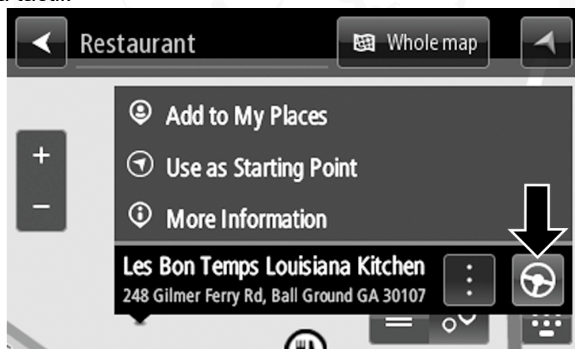 Restaurant
Whole map
Add to My Places
+
Use as Starting Point
−
More Information
Les Bon Temps Louisiana Kitchen
248 Gilmer Ferry Rd, Ball Ground GA 30107